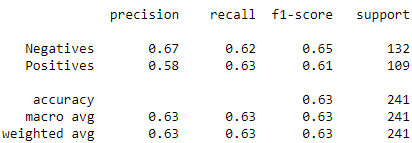 precision recall f1-score support
Negatives 0.67 0.62 0.65 132
Positives 0.58 0.63 0.61 109
accuracy 0.63 241
macro avg 0.63 0.63 0.63 241
weighted avg 0.63 0.63 0.63 241